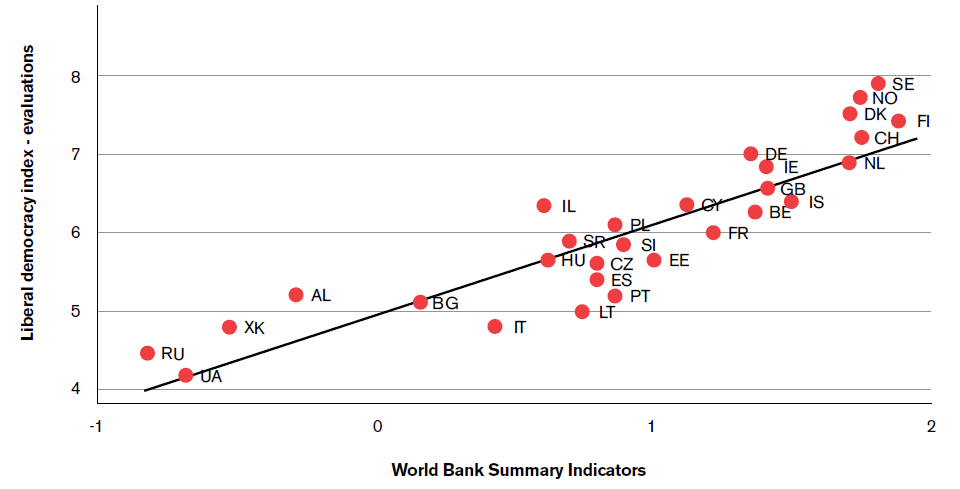 Liberal democracy index - evaluations
8
7
6
5
4
SE
NO
DK
FI
CH
DE
IE
NL
GB
IS
BE
CY
IL
PL
FR
SR
SI
HU
CZ
EE
ES
PT
LT
AL
BG
XK
IT
RU
UA
-1
0
1
2
World Bank Summary Indicators